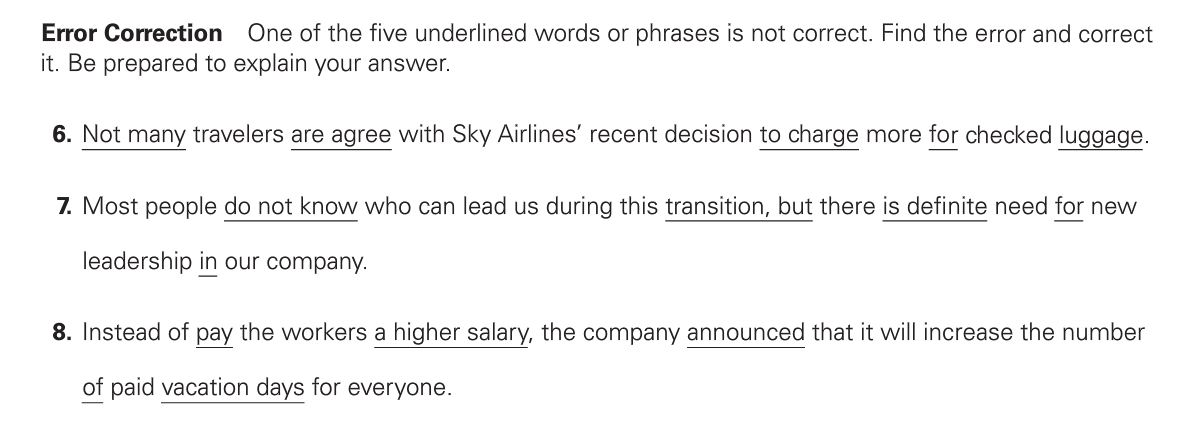 Error Correction One of the five underlined words or phrases is not correct. Find the error and correct
it. Be prepared to explain your answer.
6. Not many travelers are agree with Sky Airlines’ recent decision to charge more for checked luggage.
7. Most people do not know who can lead us during this transition, but there is definite need for new
leadership in our company.
8. Instead of pay the workers a higher salary, the company announced that it will increase the number
of paid vacation days for everyone.